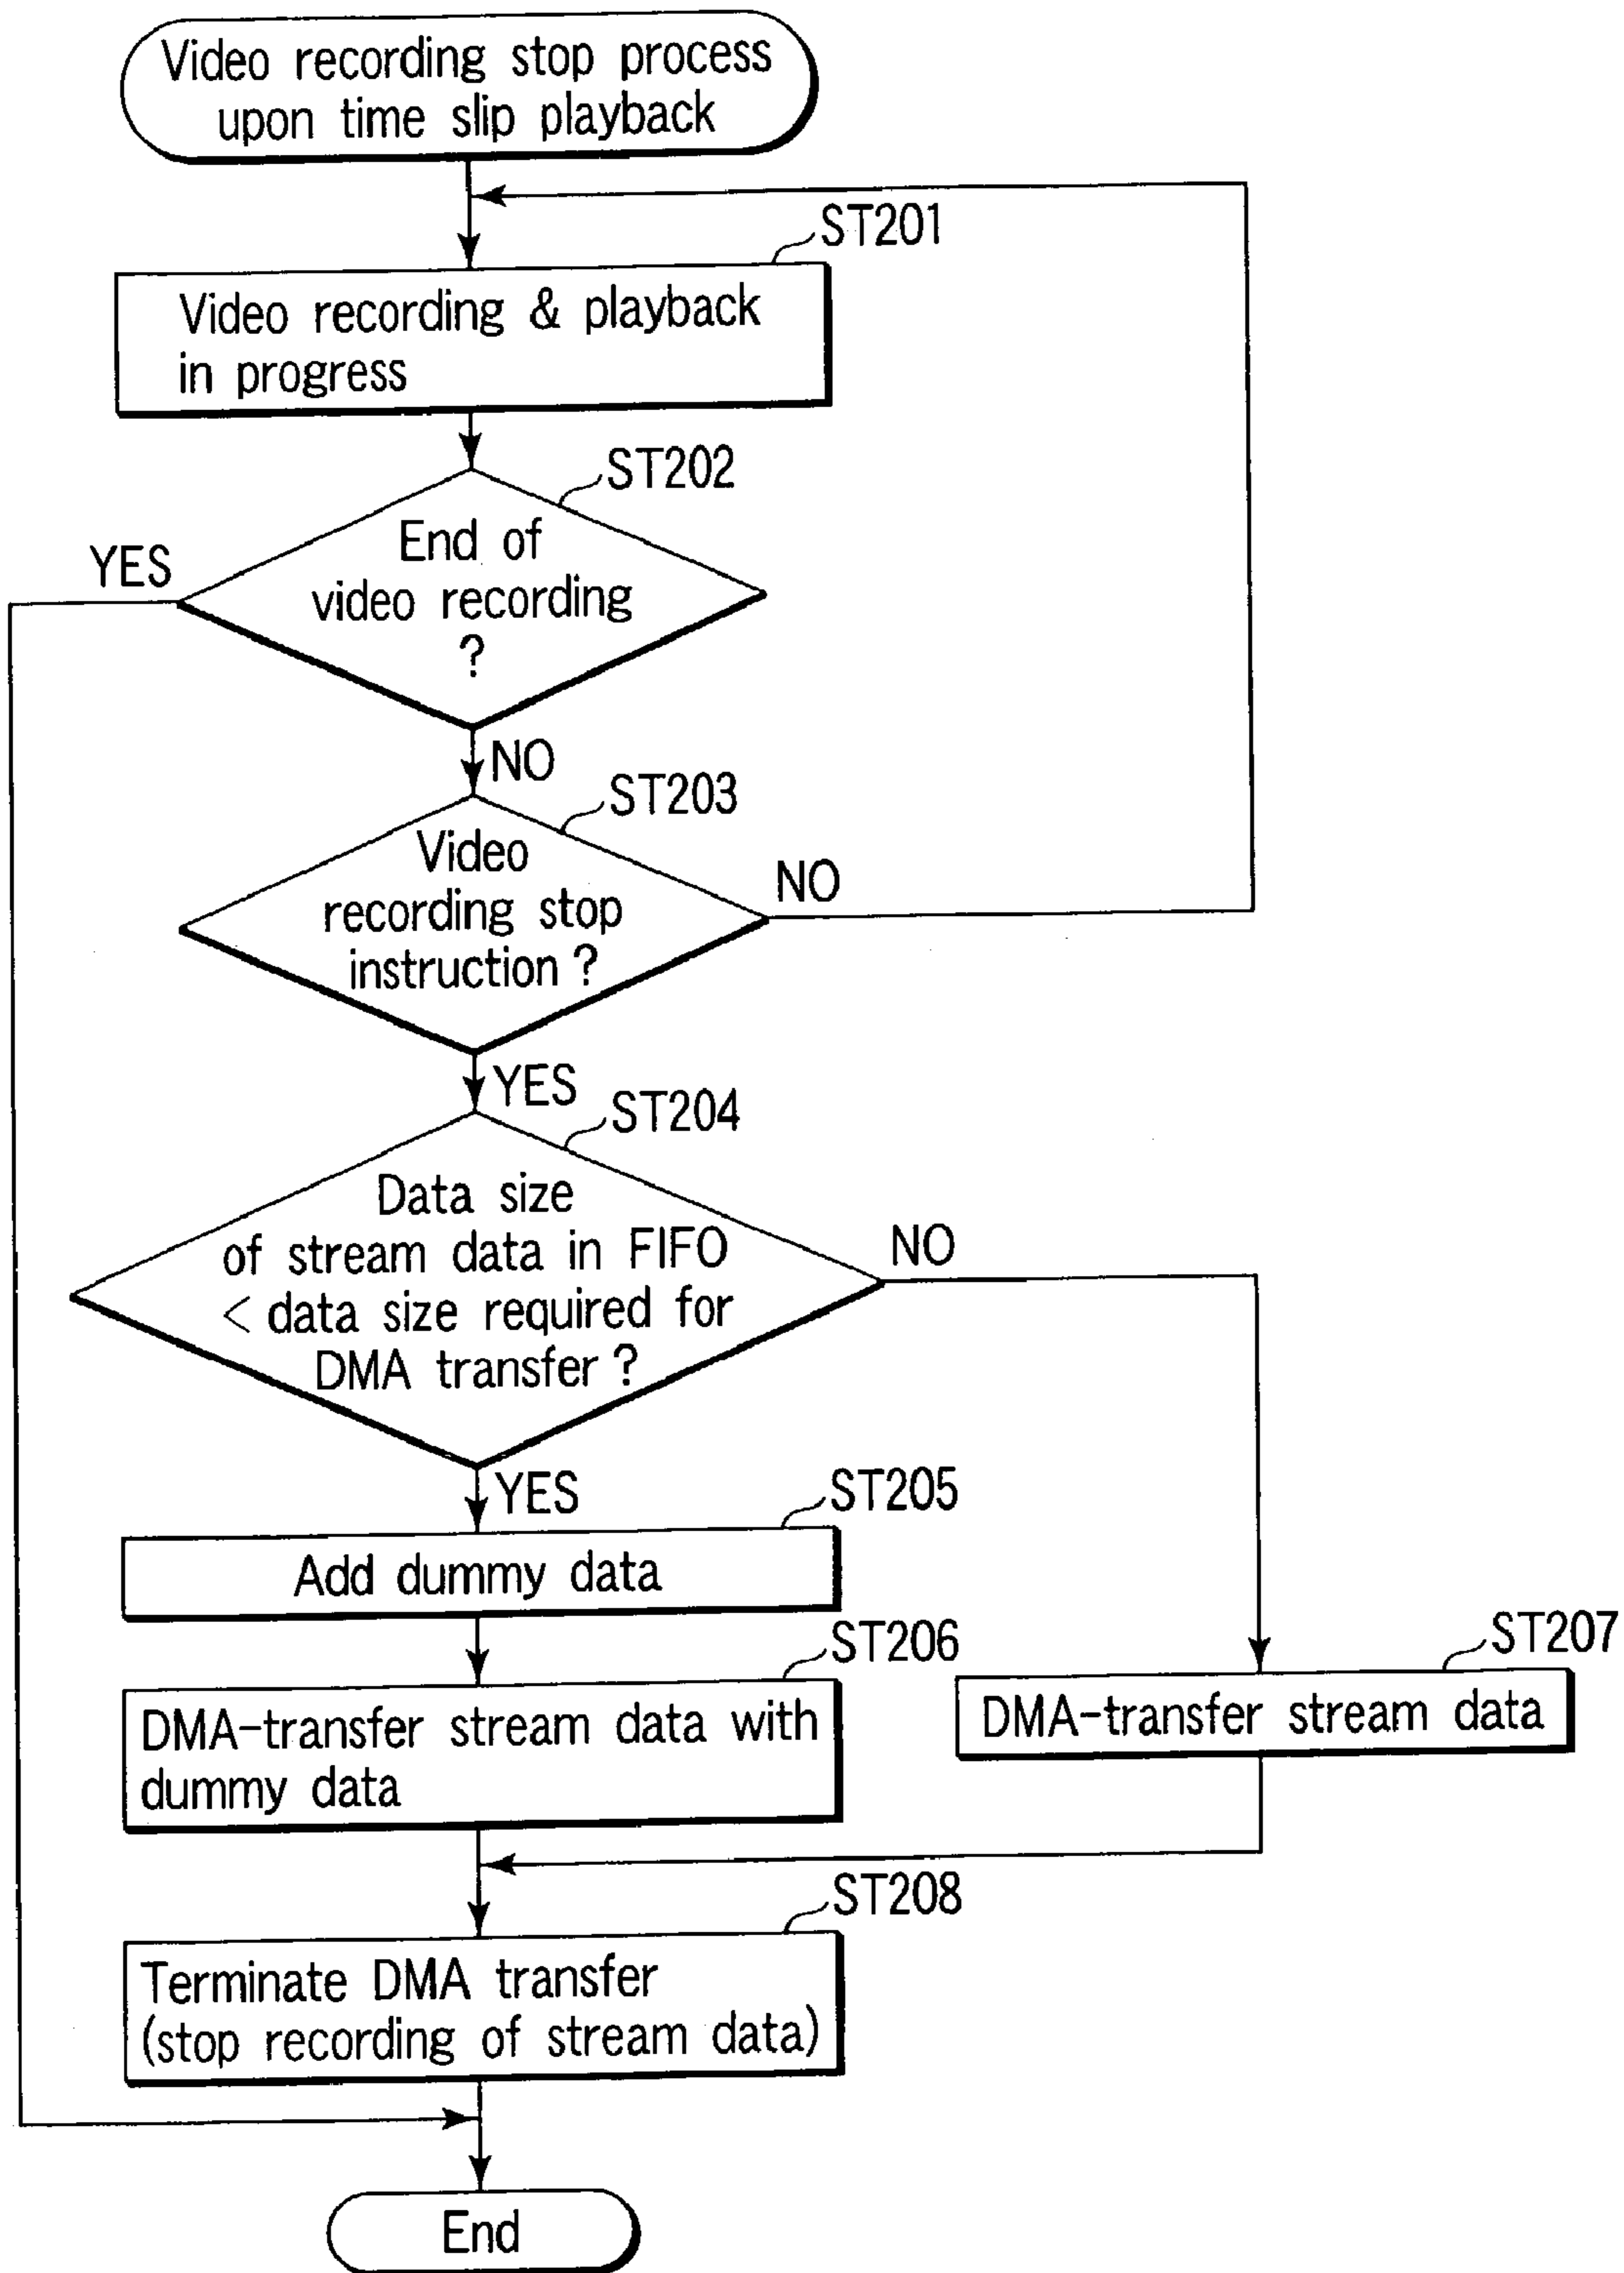 Video recording stop process
upon time slip playback
ST201
Video recording & playback
in progress
ST202
End of
video recording
?
YES
NO
ST203
Video
recording stop
instruction ?
NO
YES
ST204
Data size
of stream data in FIFO
< data size required for
DMA transfer ?
NO
YES
ST205
Add dummy data
ST206
DMA-transfer stream data with
dummy data
ST207
DMA-transfer stream data
ST208
Terminate DMA transfer
(stop recording of stream data)
End